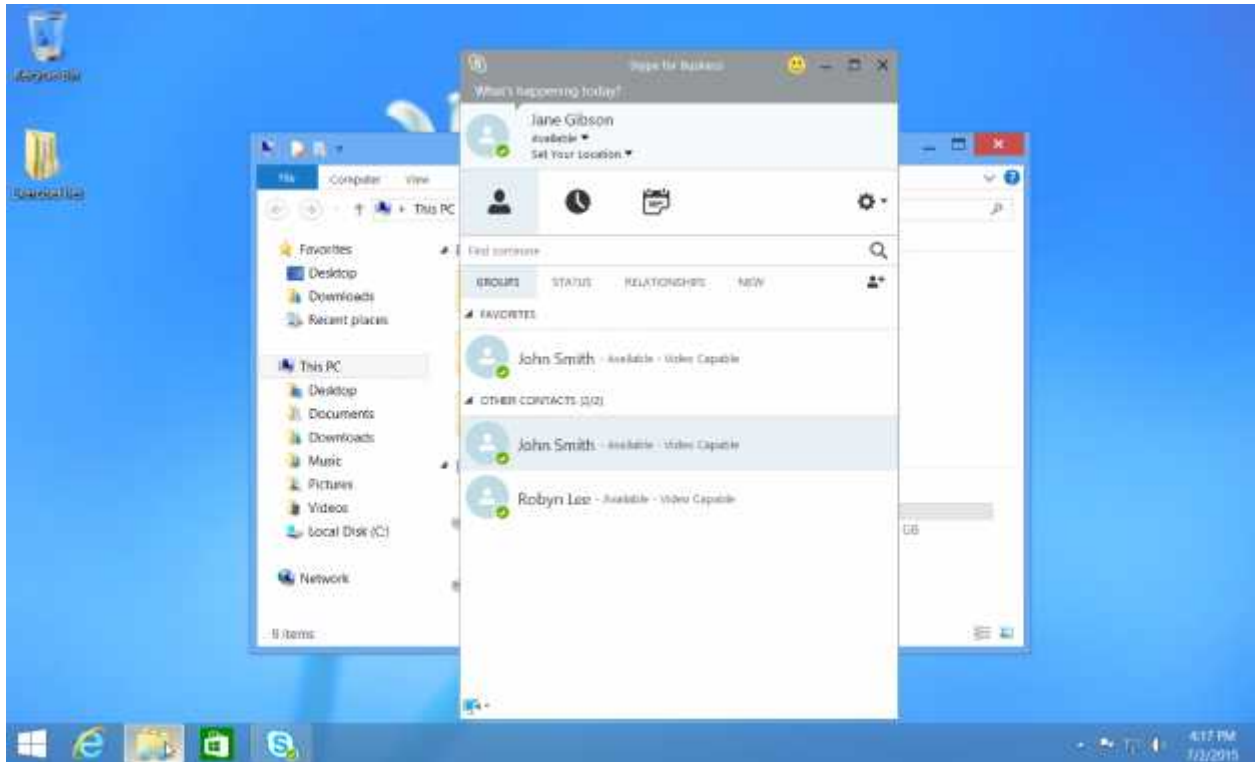 Recycle Bin
Skype for Business
What's happening today?
Jane Gibson
Available
Set Your Location
File Computer View
This PC
Find someone
GROUPS STATUS RELATIONSHIPS NEW
FAVORITES
John Smith - Available - Video Capable
OTHER CONTACTS (2/2)
John Smith - Available - Video Capable
Robyn Lee - Available - Video Capable
Favorites
Desktop
Downloads
Recent places
This PC
Desktop
Documents
Downloads
Music
Pictures
Videos
Local Disk (C:)
Network
9 items
GB
4:17 PM
7/2/2015